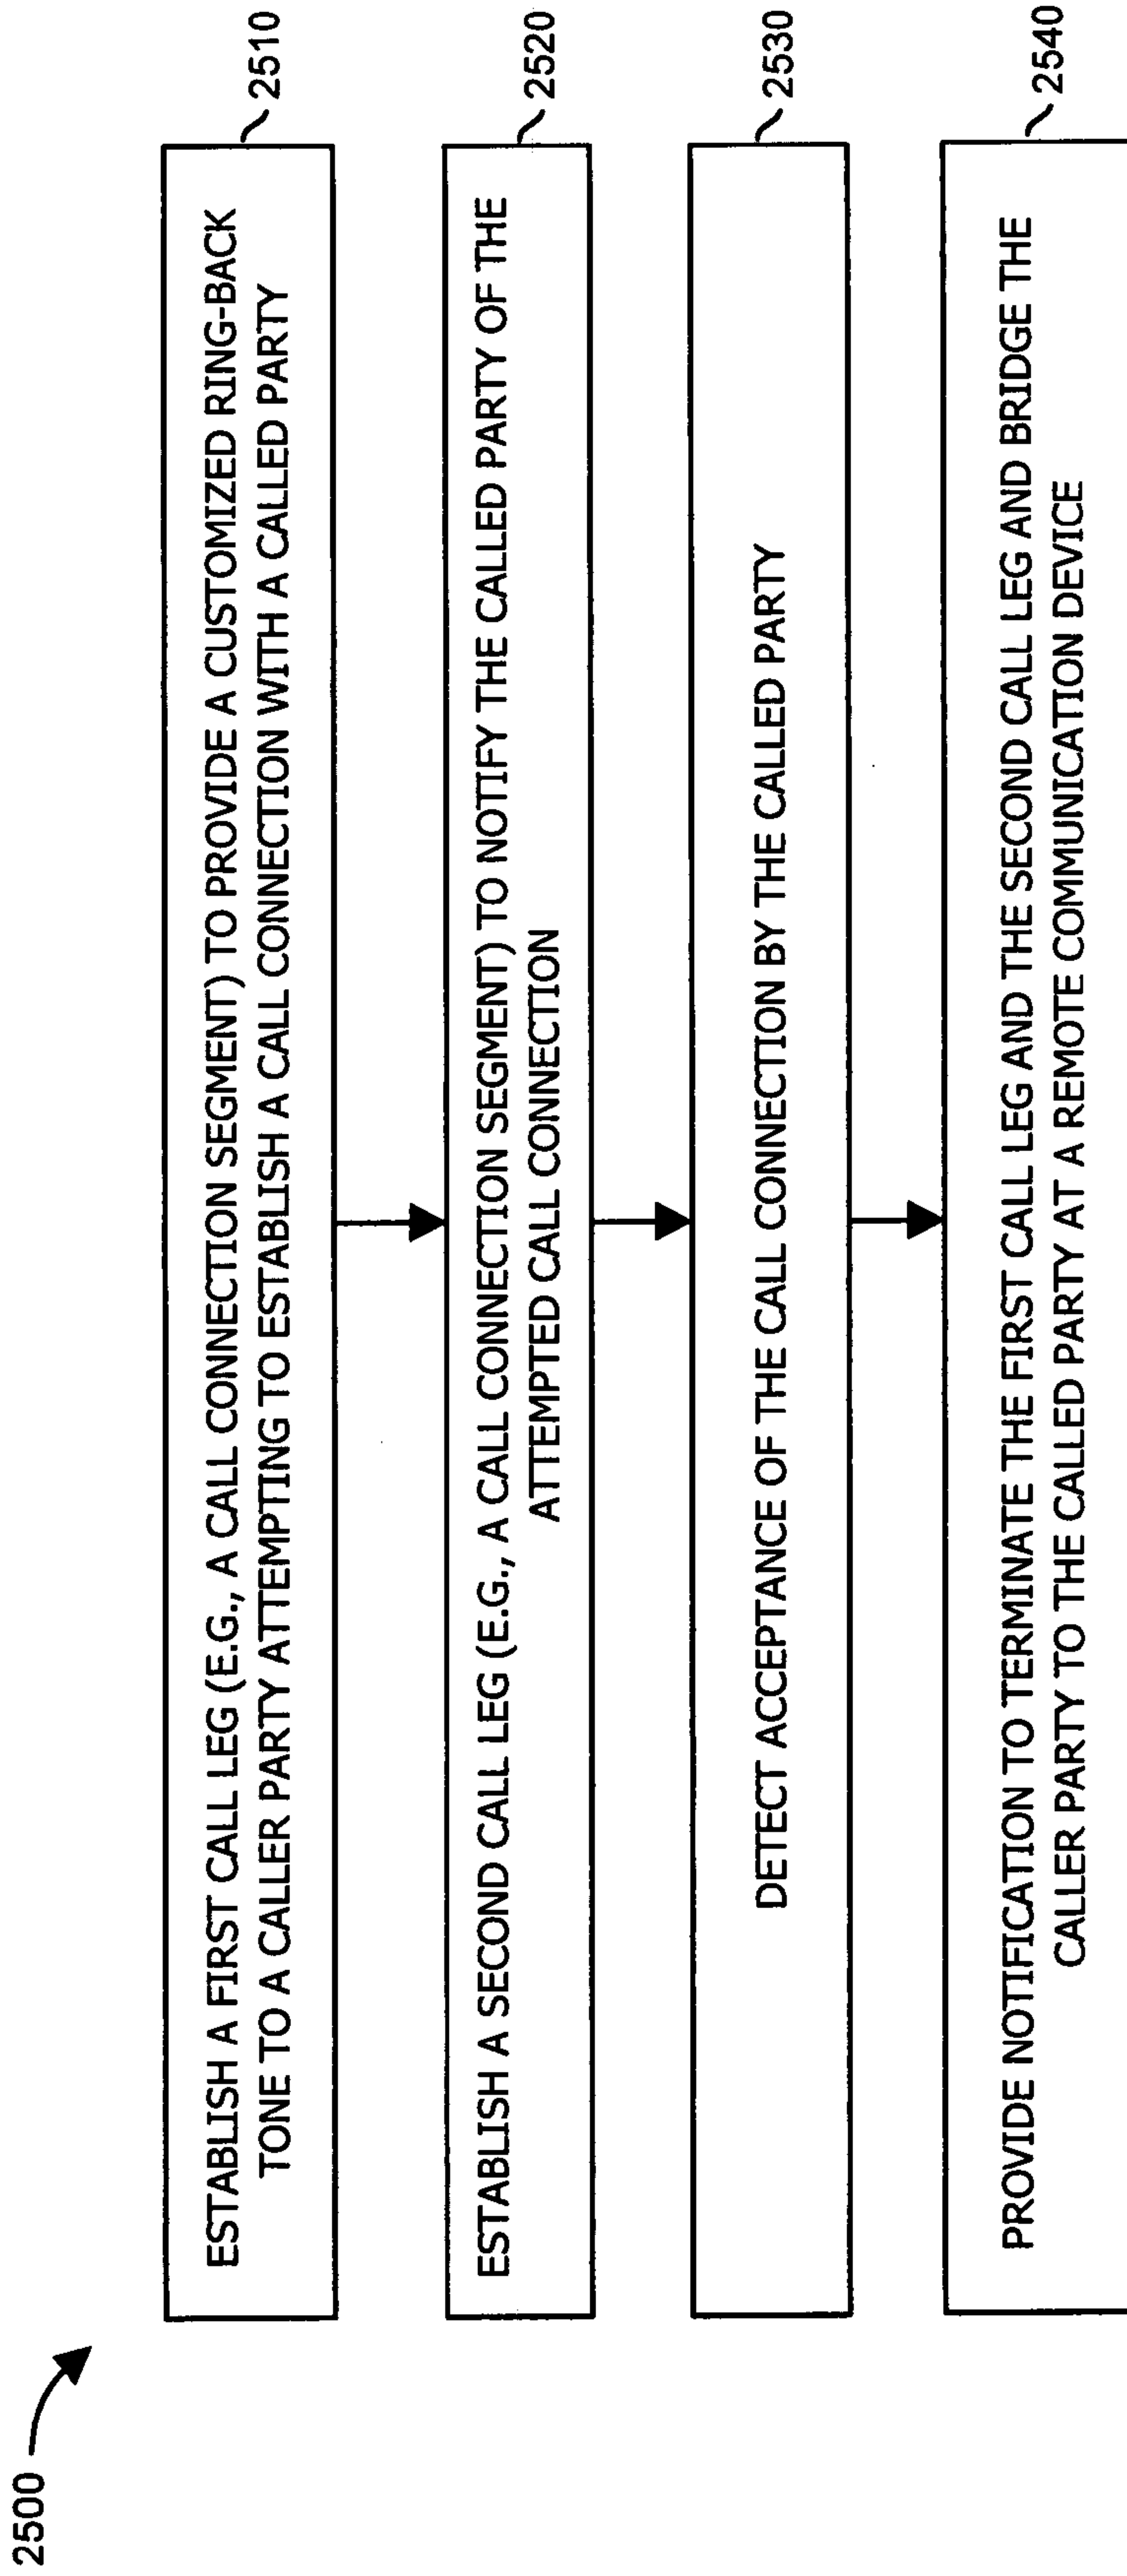 2500
ESTABLISH A FIRST CALL LEG (E.G., A CALL CONNECTION SEGMENT) TO PROVIDE A CUSTOMIZED RING-BACK
TONE TO A CALLER PARTY ATTEMPTING TO ESTABLISH A CALL CONNECTION WITH A CALLED PARTY
2510
ESTABLISH A SECOND CALL LEG (E.G., A CALL CONNECTION SEGMENT) TO NOTIFY THE CALLED PARTY OF THE
ATTEMPTED CALL CONNECTION
2520
DETECT ACCEPTANCE OF THE CALL CONNECTION BY THE CALLED PARTY
2530
PROVIDE NOTIFICATION TO TERMINATE THE FIRST CALL LEG AND THE SECOND CALL LEG AND BRIDGE THE
CALLER PARTY TO THE CALLED PARTY AT A REMOTE COMMUNICATION DEVICE
2540